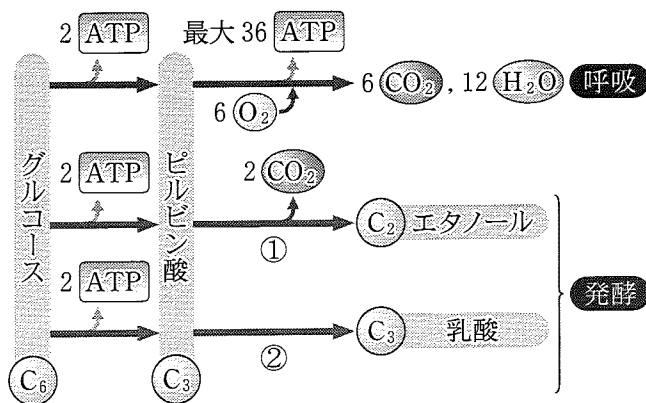 2 ATP 最大 36 ATP
6 O₂
6 CO₂ , 12 H₂O 呼吸
グルコース
ピルビン酸
2 ATP 2 CO₂
①
C₂ エタノール
発酵
2 ATP
②
C₃ 乳酸
C₆ C₃